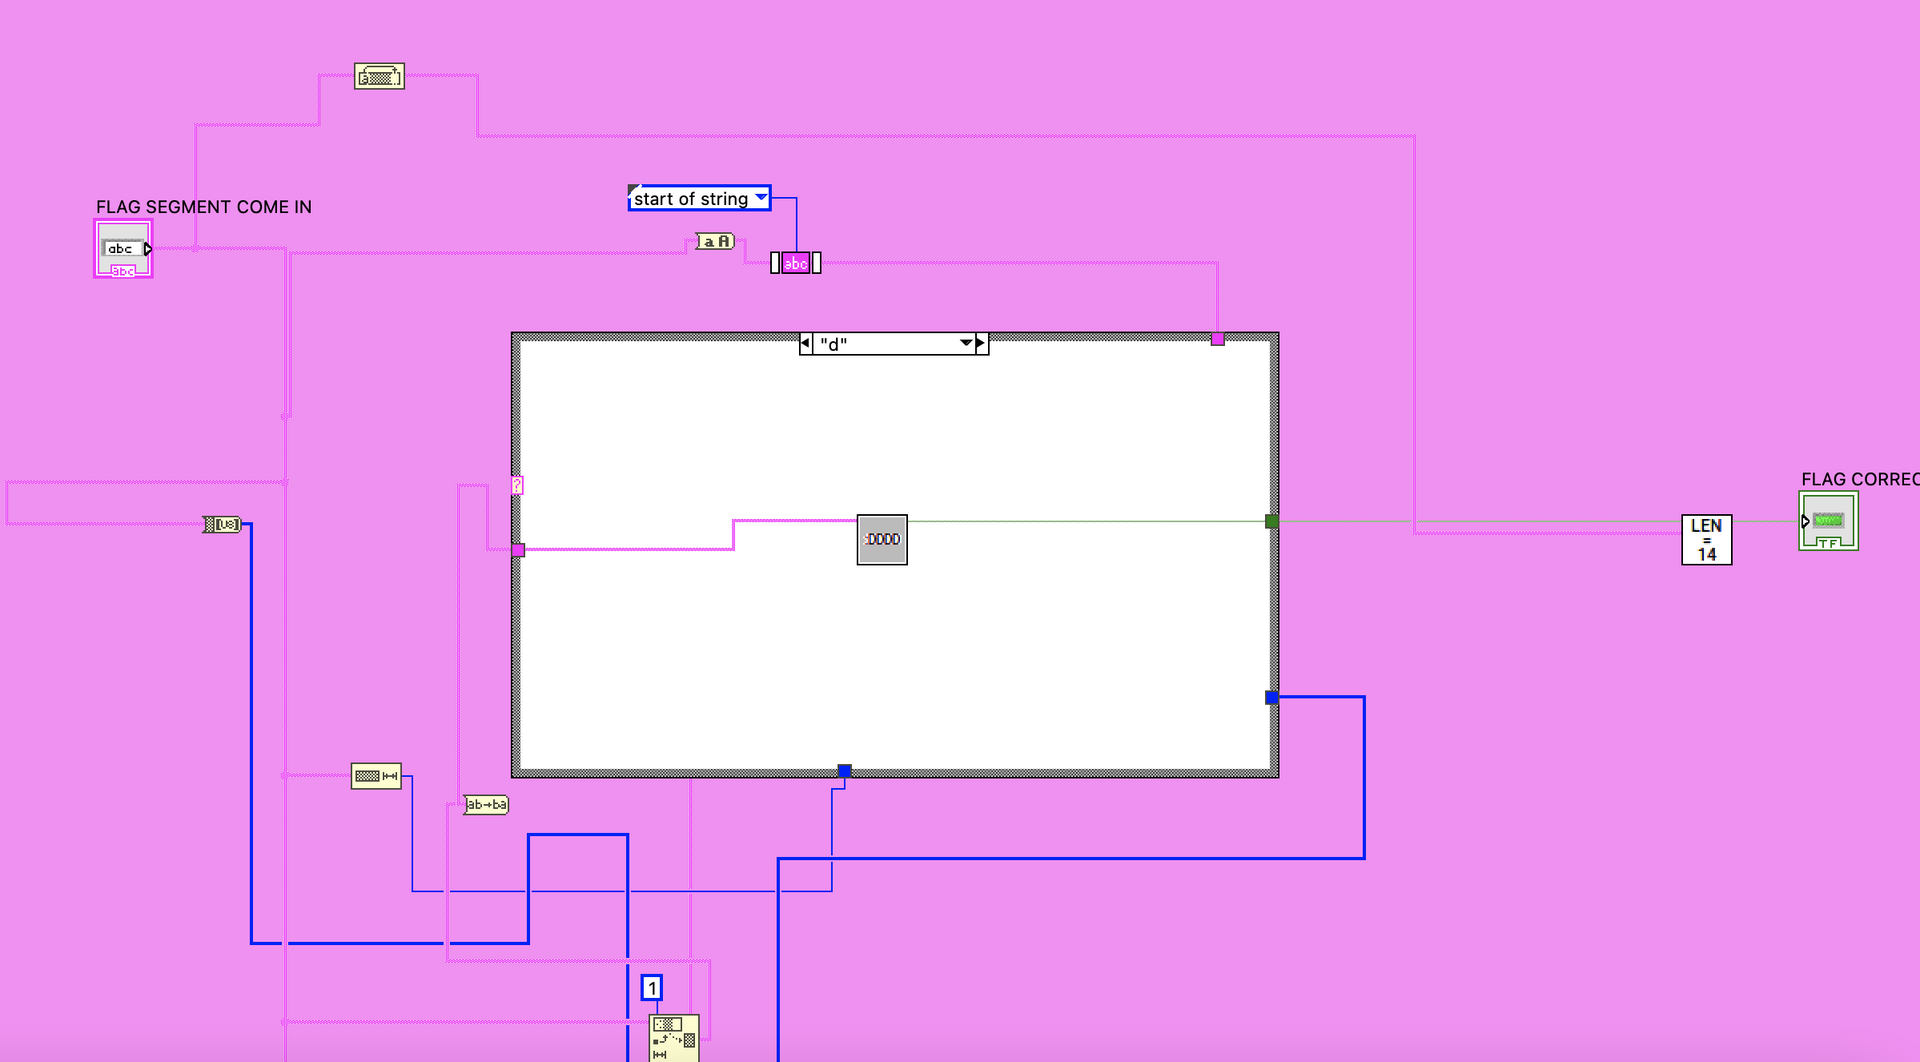 start of string
FLAG SEGMENT COME IN
a A
abc
abc
abc
"d"
?
FLAG CORREC
[U8]
:DDDD
LEN
=
14
TF
ab→ba
1